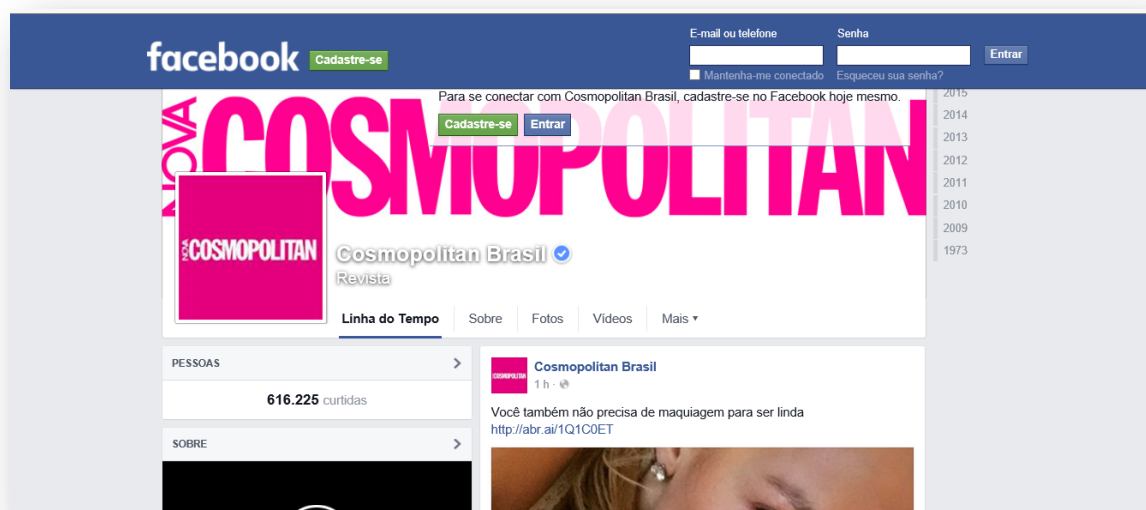 E-mail ou telefone
Senha
facebook
Cadastre-se
Entrar
Mantenha-me conectado
Esqueceu sua senha?
Para se conectar com Cosmopolitan Brasil, cadastre-se no Facebook hoje mesmo.
Cadastre-se
Entrar
NOVA
COSMOPOLITAN
2015
2014
2013
2012
2011
2010
2009
1973
NOVA
COSMOPOLITAN
Cosmopolitan Brasil
Revista
Linha do Tempo
Sobre
Fotos
Vídeos
Mais
PESSOAS
616.225 curtidas
SOBRE
COSMOPOLITAN
Cosmopolitan Brasil
1 h ·
Você também não precisa de maquiagem para ser linda
http://abr.ai/1Q1C0ET